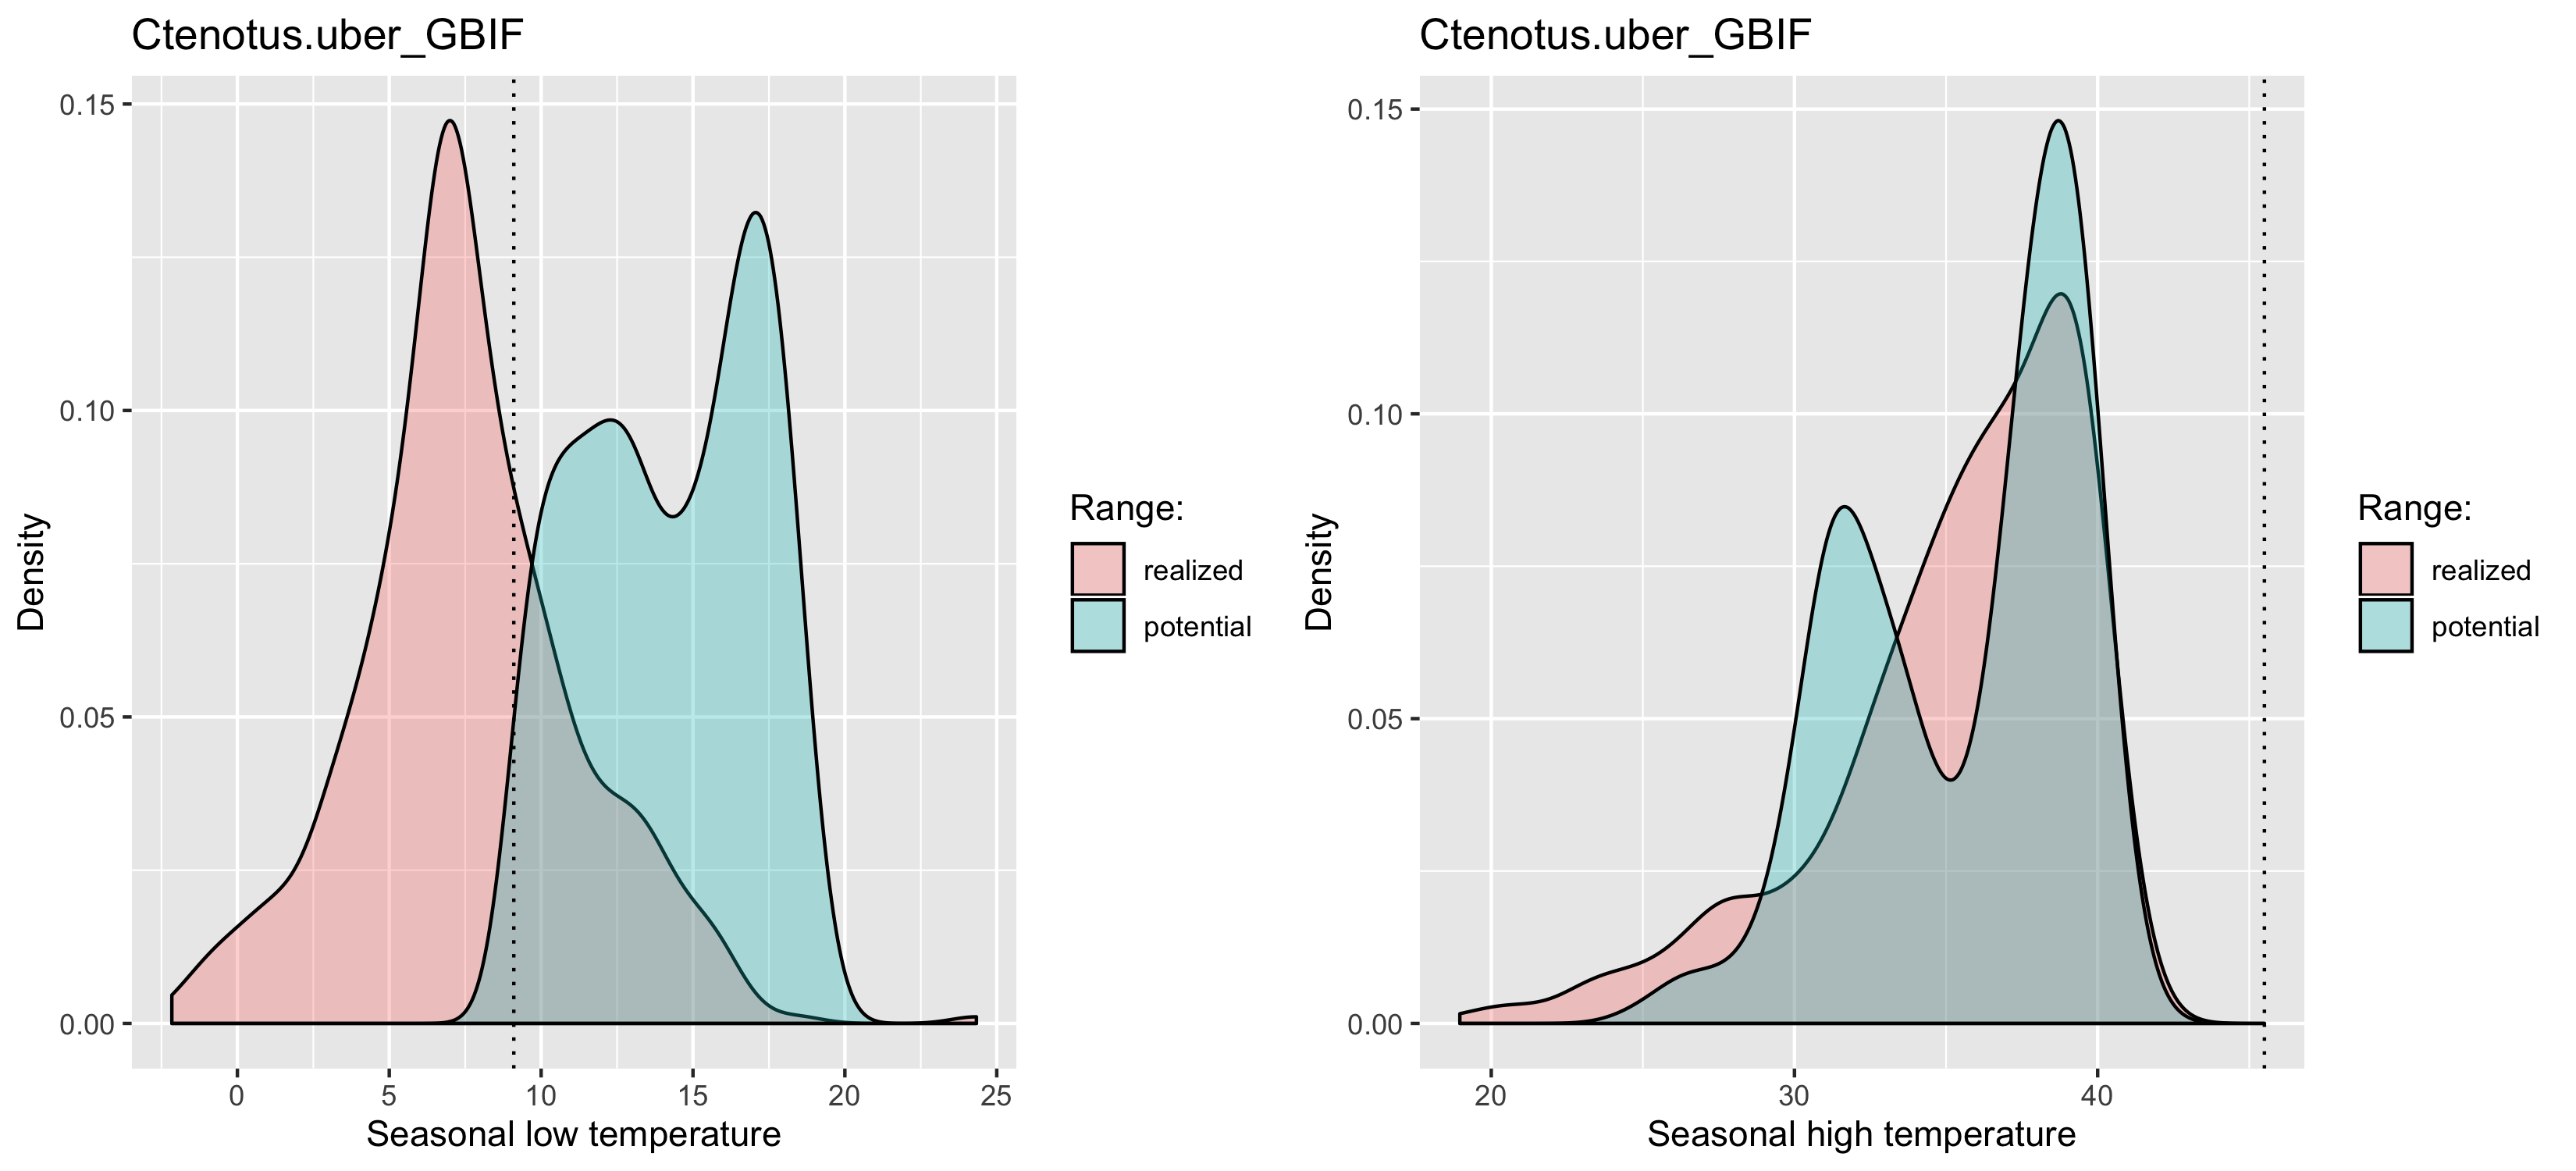 Ctenotus.uber_GBIF
0.15
0.10
0.05
0.00
Density
0 5 10 15 20 25
Seasonal low temperature
Range:
realized
potential
Ctenotus.uber_GBIF
0.15
0.10
0.05
0.00
Density
20 30 40
Seasonal high temperature
Range:
realized
potential